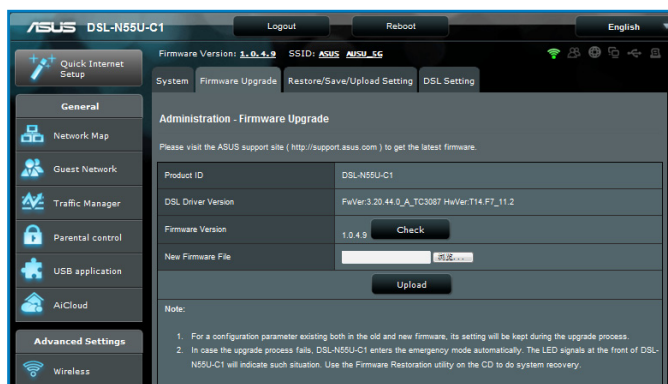 ASUS DSL-N55U-C1
Logout
Reboot
English
Quick Internet
Setup
Firmware Version: 1.0.4.9 SSID: ASUS AUSU_5G
System
Firmware Upgrade
Restore/Save/Upload Setting
DSL Setting
General
Network Map
Guest Network
Traffic Manager
Parental control
USB application
AiCloud
Advanced Settings
Wireless
Administration - Firmware Upgrade
Please visit the ASUS support site ( http://support.asus.com ) to get the latest firmware.
Product ID
DSL-N55U-C1
DSL Driver Version
FwVer:3.20.44.0_A_TC3087 HwVer:T14.F7_11.2
Firmware Version
1.0.4.9
Check
New Firmware File
浏览...
Upload
Note:
1. For a configuration parameter existing both in the old and new firmware, its setting will be kept during the upgrade process.
2. In case the upgrade process fails, DSL-N55U-C1 enters the emergency mode automatically. The LED signals at the front of DSL-
N55U-C1 will indicate such situation. Use the Firmware Restoration utility on the CD to do system recovery.